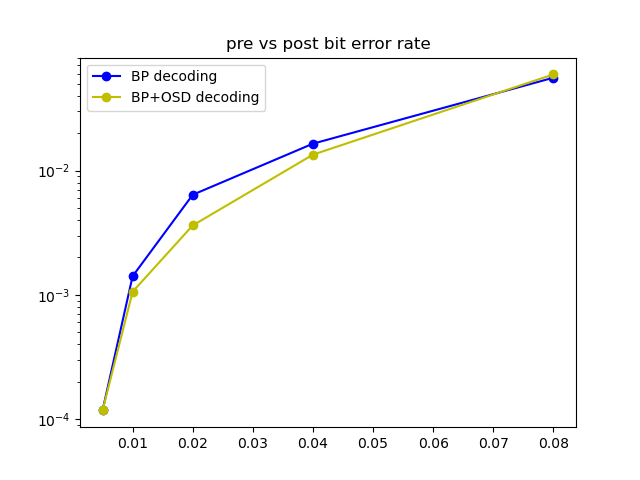 pre vs post bit error rate
BP decoding
BP+OSD decoding
10⁻²
10⁻³
10⁻⁴
0.01 0.02 0.03 0.04 0.05 0.06 0.07 0.08